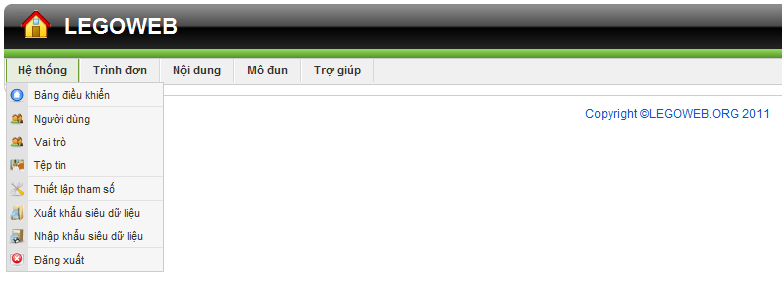 LEGOWEB
Hệ thống Trình đơn Nội dung Mô đun Trợ giúp
Bảng điều khiển
Copyright ©LEGOWEB.ORG 2011
Người dùng
Vai trò
Tệp tin
Thiết lập tham số
Xuất khẩu siêu dữ liệu
Nhập khẩu siêu dữ liệu
Đăng xuất